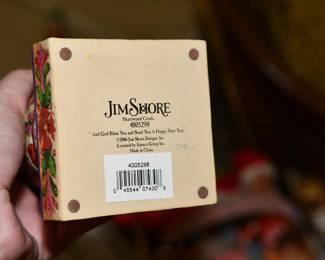 JIM SHORE
Heartwood Creek
4005298
"And God Bless You and Send You A Happy New Year"
©2006 Jim Shore Designs, Inc.
Licensed by Enesco Group Inc.
Made in China
4005298
0 45544 07430 6